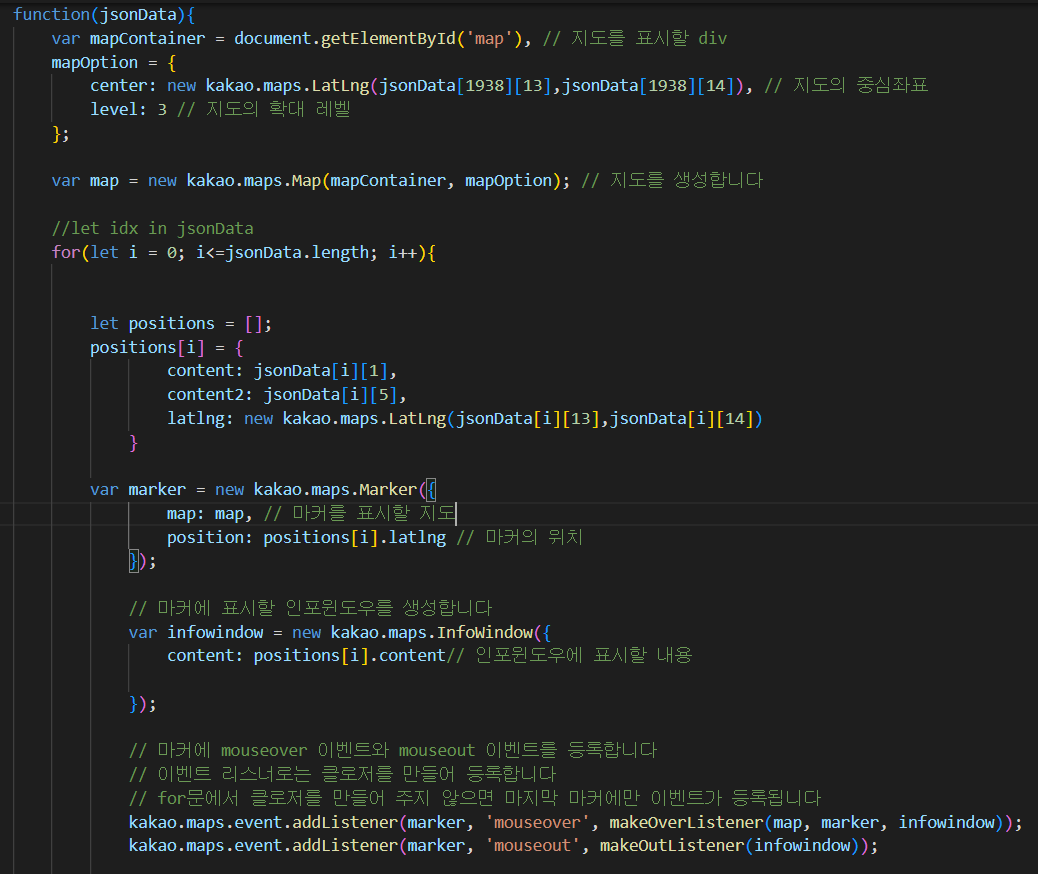 function(jsonData){
var mapContainer = document.getElementById('map'), // 지도를 표시할 div
mapOption = {
center: new kakao.maps.LatLng(jsonData[1938][13],jsonData[1938][14]), // 지도의 중심좌표
level: 3 // 지도의 확대 레벨
};
var map = new kakao.maps.Map(mapContainer, mapOption); // 지도를 생성합니다
//let idx in jsonData
for(let i = 0; i<=jsonData.length; i++){
let positions = [];
positions[i] = {
content: jsonData[i][1],
content2: jsonData[i][5],
latlng: new kakao.maps.LatLng(jsonData[i][13],jsonData[i][14])
}
var marker = new kakao.maps.Marker({
map: map, // 마커를 표시할 지도
position: positions[i].latlng // 마커의 위치
});
// 마커에 표시할 인포윈도우를 생성합니다
var infowindow = new kakao.maps.InfoWindow({
content: positions[i].content// 인포윈도우에 표시할 내용
});
// 마커에 mouseover 이벤트와 mouseout 이벤트를 등록합니다
// 이벤트 리스너로는 클로저를 만들어 등록합니다
// for문에서 클로저를 만들어 주지 않으면 마지막 마커에만 이벤트가 등록됩니다
kakao.maps.event.addListener(marker, 'mouseover', makeOverListener(map, marker, infowindow));
kakao.maps.event.addListener(marker, 'mouseout', makeOutListener(infowindow));